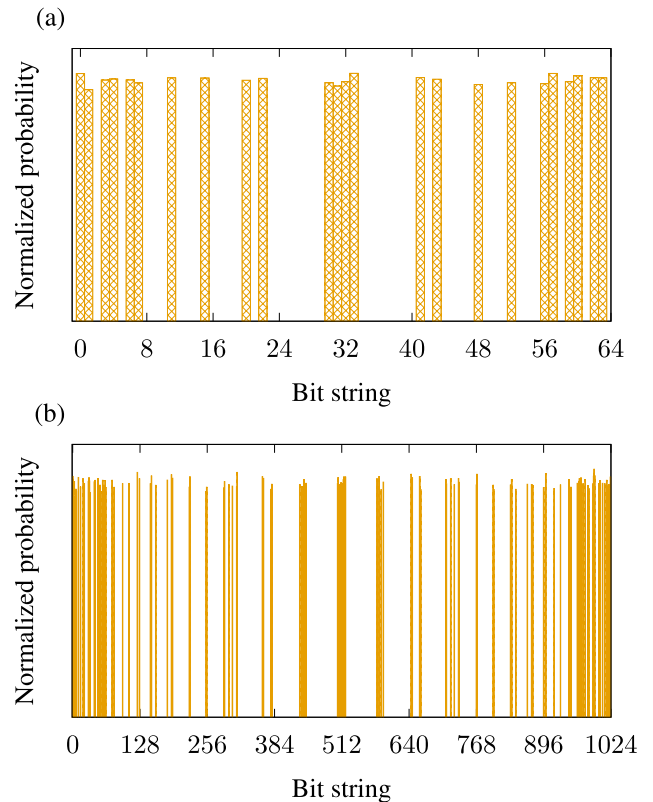 (a)
Normalized probability
0 8 16 24 32 40 48 56 64
Bit string
(b)
Normalized probability
0 128 256 384 512 640 768 896 1024
Bit string